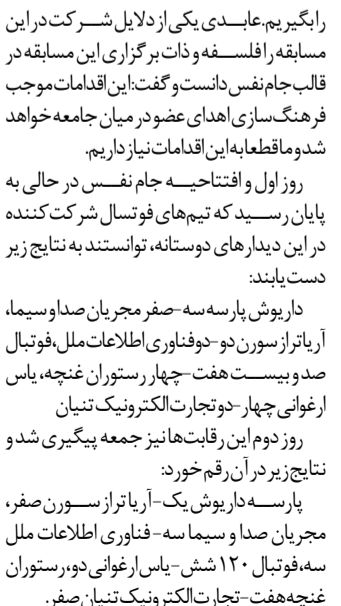 را بگیریم. عابدی یکی از دلایل شرکت در این
مسابقه را فلسفه و ذات برگزاری این مسابقه در
قالب جام نفس دانست و گفت: این اقدامات موجب
فرهنگ‌سازی اهدای عضو در میان جامعه خواهد
شد و ما قطعا به این اقدامات نیاز داریم.
روز اول و افتتاحیه جام نفس در حالی به
پایان رسید که تیم‌های فوتسال شرکت‌کننده
در این دیدارهای دوستانه، توانستند به نتایج زیر
دست یابند:
داریوش پارسه سه-صفر مجریان صدا و سیما،
آریا تراز سورن دو-دو فناوری اطلاعات ملل، فوتبال
صد و بیست هفت-چهار رستوران غنچه، یاس
ارغوانی چهار-دو تجارت الکترونیک تنیان
روز دوم این رقابت‌ها نیز جمعه پیگیری شد و
نتایج زیر در آن رقم خورد:
پارسه داریوش یک-آریا تراز سورن صفر،
مجریان صدا و سیما سه-فناوری اطلاعات ملل
سه، فوتبال ۱۲۰ شش-یاس ارغوانی دو، رستوران
غنچه هفت-تجارت الکترونیک تنیان صفر.